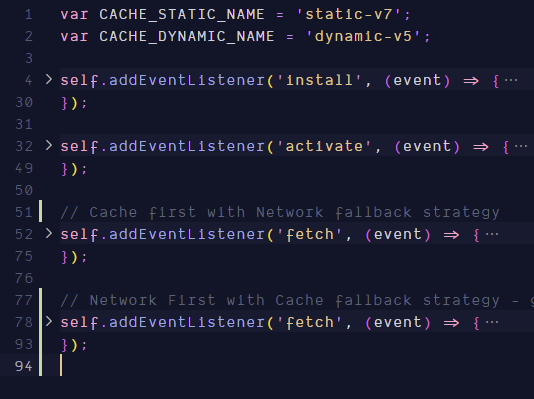 1 var CACHE_STATIC_NAME = 'static-v7';
2 var CACHE_DYNAMIC_NAME = 'dynamic-v5';
3
4 > self.addEventListener('install', (event) => {···
30 });
31
32 > self.addEventListener('activate', (event) => {···
49 });
50
51 // Cache first with Network fallback strategy
52 > self.addEventListener('fetch', (event) => {···
75 });
76
77 // Network First with Cache fallback strategy -
78 > self.addEventListener('fetch', (event) => {···
93 });
94